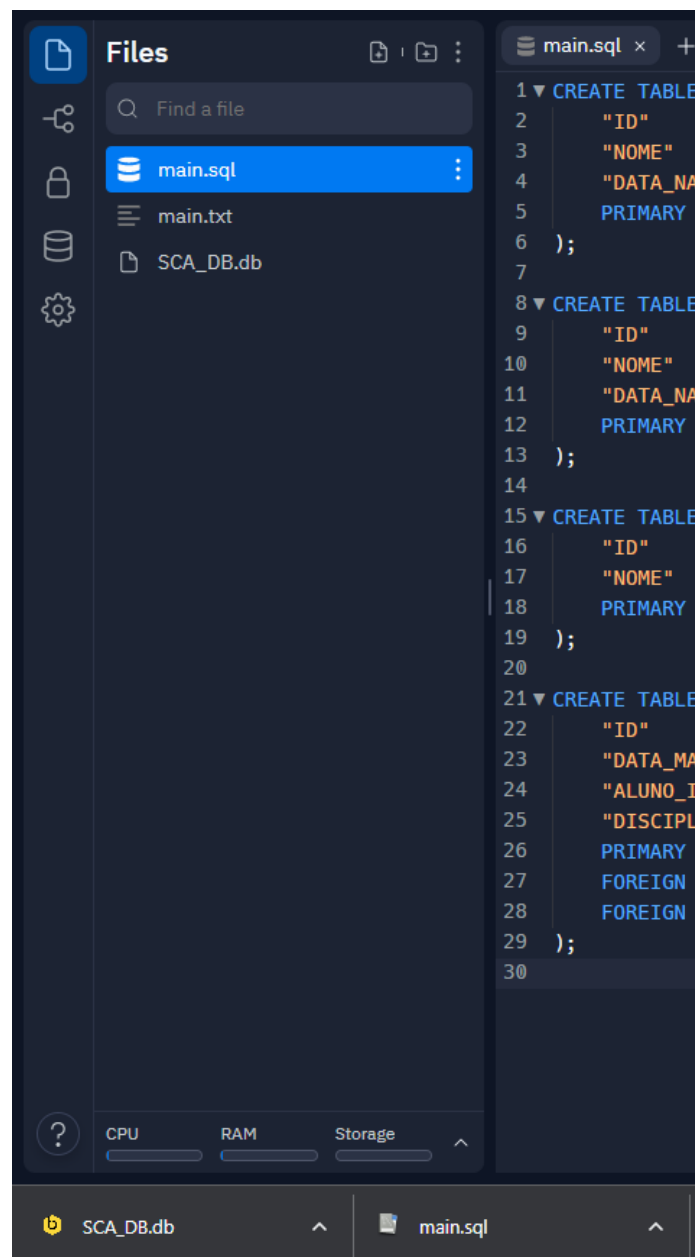 Files
Find a file
main.sql
main.txt
SCA_DB.db
CPU RAM Storage
?
main.sql × +
1 CREATE TABLE
2 "ID"
3 "NOME"
4 "DATA_NA
5 PRIMARY
6 );
7
8 CREATE TABLE
9 "ID"
10 "NOME"
11 "DATA_NA
12 PRIMARY
13 );
14
15 CREATE TABLE
16 "ID"
17 "NOME"
18 PRIMARY
19 );
20
21 CREATE TABLE
22 "ID"
23 "DATA_MA
24 "ALUNO_I
25 "DISCIPL
26 PRIMARY
27 FOREIGN
28 FOREIGN
29 );
30
SCA_DB.db main.sql